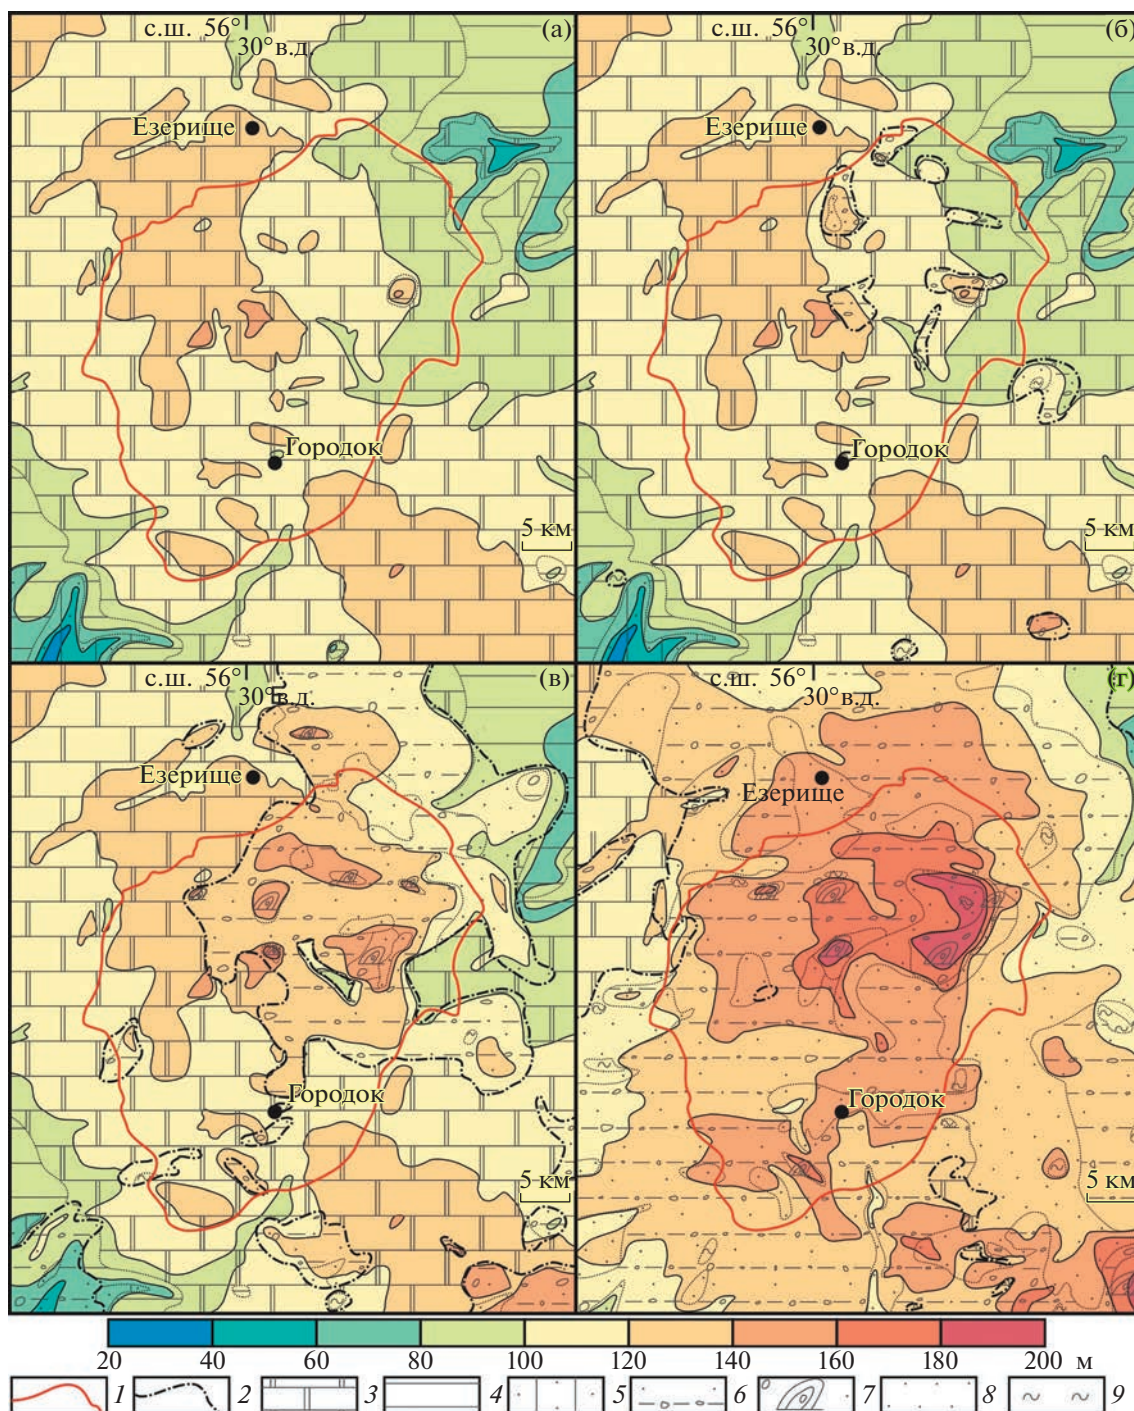 с.ш. 56° (а)
30° в.д.
Езерище
Городок
5 км
с.ш. 56° (б)
30° в.д.
Езерище
Городок
5 км
с.ш. 56° (в)
30° в.д.
Езерище
Городок
5 км
с.ш. 56° (г)
30° в.д.
Езерище
Городок
5 км
20 40 60 80 100 120 140 160 180 200 м
1 2 3 4 5 6 7 8 9